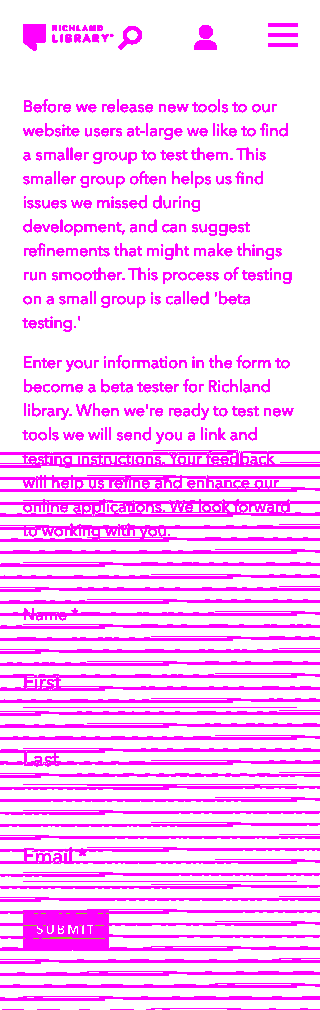 RICHLAND
LIBRARY
Before we release new tools to our
website users at-large we like to find
a smaller group to test them. This
smaller group often helps us find
issues we missed during
development, and can suggest
refinements that might make things
run smoother. This process of testing
on a small group is called 'beta
testing.'
Enter your information in the form to
become a beta tester for Richland
library. When we're ready to test new
tools we will send you a link and
testing instructions. Your feedback
will help us refine and enhance our
online applications. We look forward
to working with you.
Name *
First
Last
Email *
SUBMIT